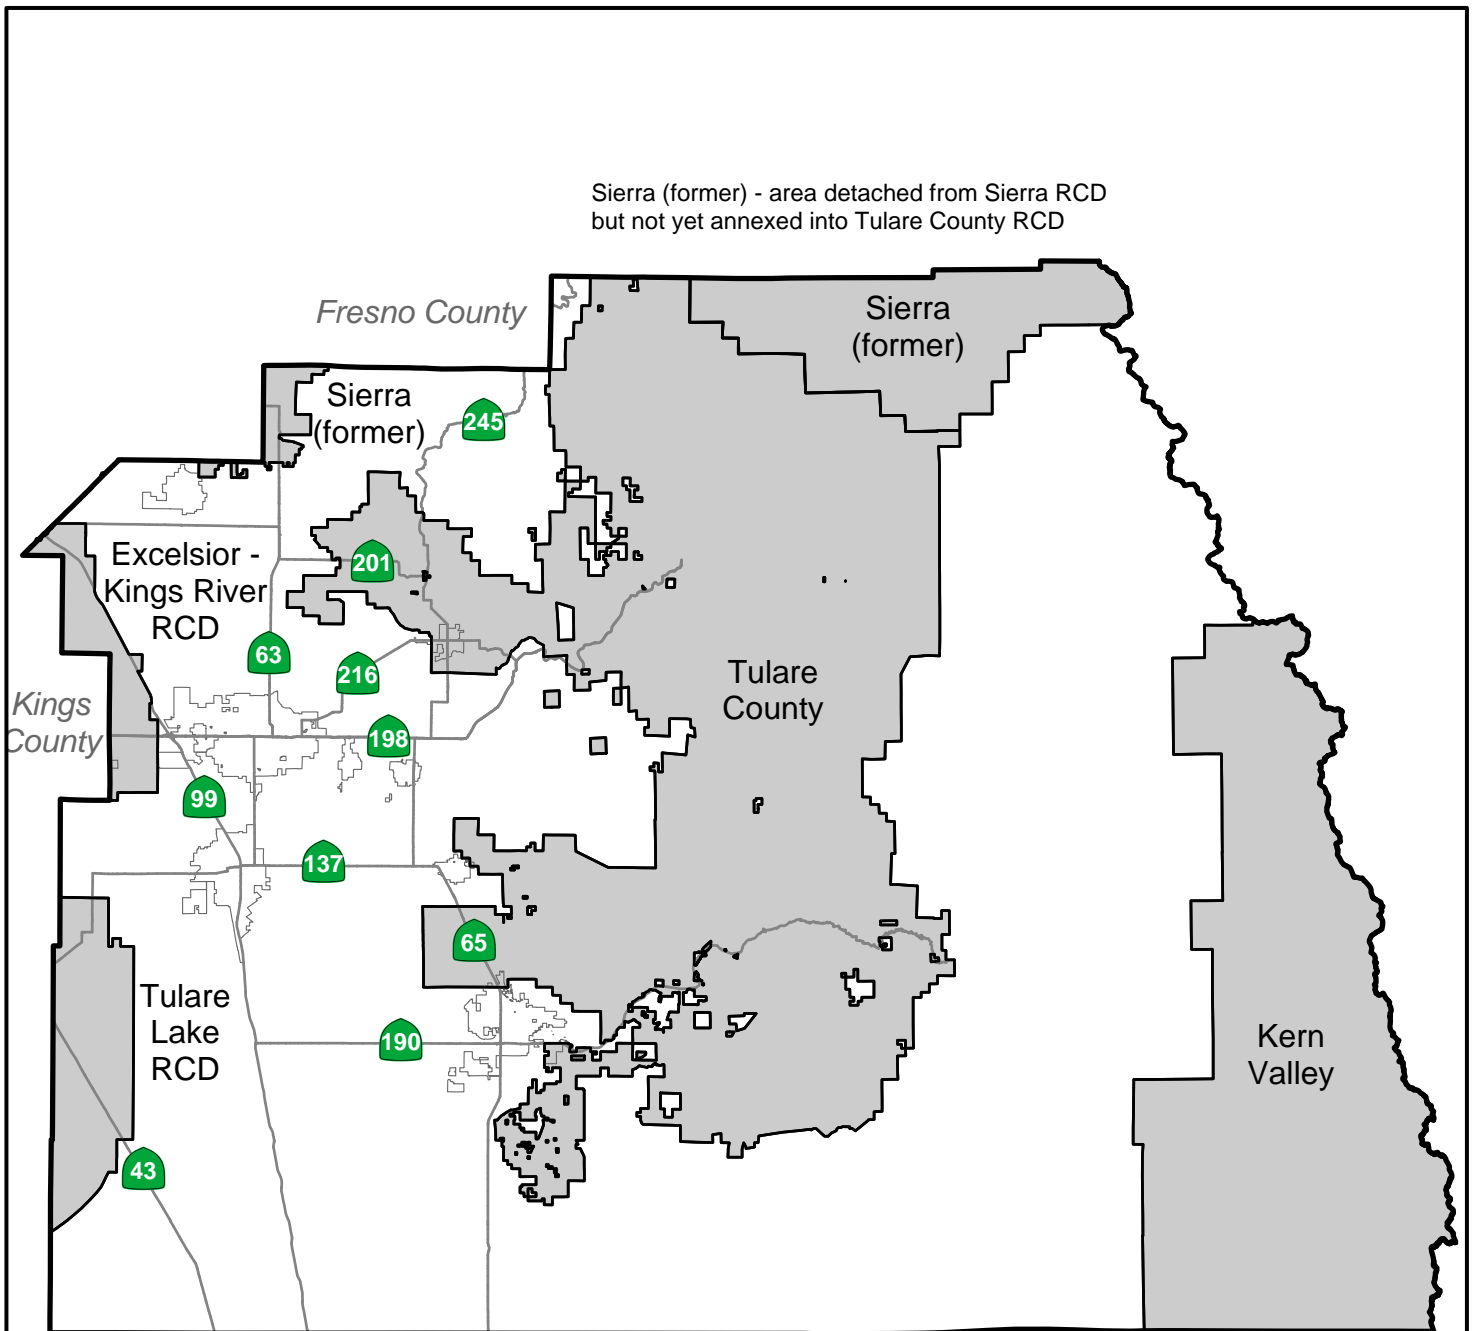 Sierra (former) - area detached from Sierra RCD
but not yet annexed into Tulare County RCD
Fresno County
Sierra
(former)
Sierra
(former)
245
Excelsior -
Kings River
RCD
201
63
216
Kings
County
198
Tulare
County
99
137
65
Tulare
Lake
RCD
190
Kern
Valley
43